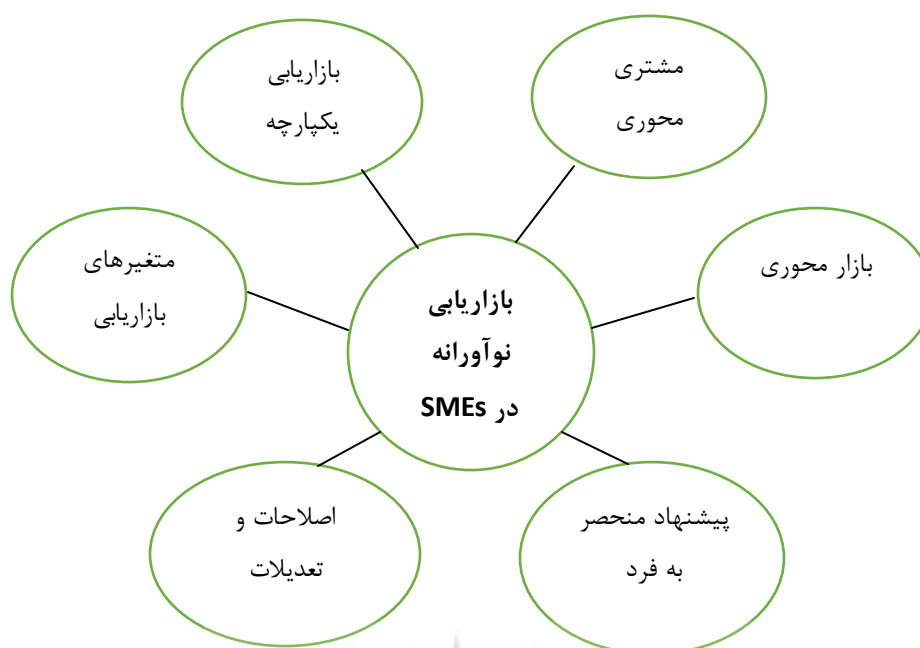 مشتری
محوری
بازاریابی
یکپارچه
بازار محوری
متغیرهای
بازاریابی
بازاریابی
نوآورانه
در SMEs
پیشنهاد منحصر
به فرد
اصلاحات و
تعدیلات